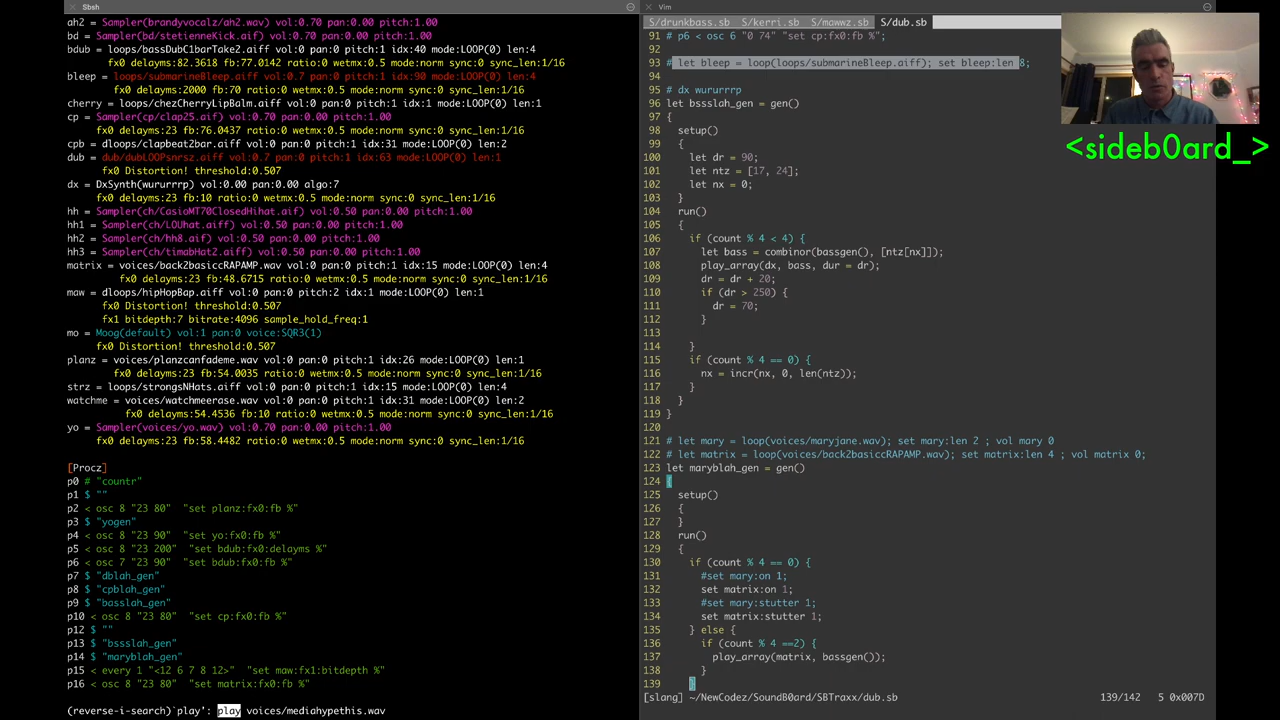 Sbsh
ah2 = Sampler(brandyvocalz/ah2.wav) vol:0.70 pan:0.00 pitch:1.00
bd = Sampler(bd/stetienneKick.aif) vol:0.70 pan:0.00 pitch:1.00
bdub = loops/bassDubC1barTake2.aiff vol:0 pan:0 pitch:1 idx:40 mode:LOOP(0) len:4
fx0 delayms:82.3618 fb:77.0142 ratio:0 wetmx:0.5 mode:norm sync:0 sync_len:1/16
bleep = loops/submarineBleep.aiff vol:0.7 pan:0 pitch:1 idx:90 mode:LOOP(0) len:4
fx0 delayms:2000 fb:70 ratio:0 wetmx:0.5 mode:norm sync:0 sync_len:1/16
cherry = loops/chezCherryLipBalm.aiff vol:0 pan:0 pitch:1 idx:1 mode:LOOP(0) len:1
cp = Sampler(cp/clap25.aif) vol:0.70 pan:0.00 pitch:1.00
fx0 delayms:23 fb:76.0437 ratio:0 wetmx:0.5 mode:norm sync:0 sync_len:1/16
cpb = dloops/clapbeat2bar.aiff vol:0 pan:0 pitch:1 idx:31 mode:LOOP(0) len:2
fx0 delayms:23 fb:64 ratio:0 wetmx:0.5 mode:norm sync:0 sync_len:1/16
dub = dub/dubLOOPsnrsz.aiff vol:0.7 pan:0 pitch:1 idx:63 mode:LOOP(0) len:1
fx0 Distortion! threshold:0.507
dx = DxSynth(wururrrp) vol:0.00 pan:0.00 algo:7
fx0 delayms:23 fb:10 ratio:0 wetmx:0.5 mode:norm sync:0 sync_len:1/16
hh = Sampler(ch/CasioMT70ClosedHihat.aif) vol:0.50 pan:0.00 pitch:1.00
hh1 = Sampler(ch/LOUhat.aiff) vol:0.50 pan:0.00 pitch:1.00
hh2 = Sampler(ch/hh8.aif) vol:0.50 pan:0.00 pitch:1.00
hh3 = Sampler(ch/timabHat2.aiff) vol:0.50 pan:0.00 pitch:1.00
matrix = voices/back2basiccRAPAMP.wav vol:0 pan:0 pitch:1 idx:15 mode:LOOP(0) len:4
fx0 delayms:23 fb:48.6715 ratio:0 wetmx:0.5 mode:norm sync:0 sync_len:1/16
maw = dloops/hipHopBap.aiff vol:0 pan:0 pitch:2 idx:1 mode:LOOP(0) len:1
fx0 Distortion! threshold:0.507
fx1 bitdepth:7 bitrate:4096 sample_hold_freq:1
mo = Moog(default) vol:1 pan:0 voice:SQR3(1)
fx0 Distortion! threshold:0.507
planz = voices/planzcanfademe.wav vol:0 pan:0 pitch:1 idx:26 mode:LOOP(0) len:1
fx0 delayms:23 fb:54.0035 ratio:0 wetmx:0.5 mode:norm sync:0 sync_len:1/16
strz = loops/strongsNHats.aiff vol:0 pan:0 pitch:1 idx:15 mode:LOOP(0) len:4
watchme = voices/watchmeerase.wav vol:0 pan:0 pitch:1 idx:31 mode:LOOP(0) len:2
fx0 delayms:54.4536 fb:10 ratio:0 wetmx:0.5 mode:norm sync:0 sync_len:1/16
yo = Sampler(voices/yo.wav) vol:0.70 pan:0.00 pitch:1.00
fx0 delayms:23 fb:58.4482 ratio:0 wetmx:0.5 mode:norm sync:0 sync_len:1/16
[Procz]
p0 # "countr"
p1 $ ""
p2 < osc 8 "23 80" "set planz:fx0:fb %"
p3 $ "yogen"
p4 < osc 8 "23 90" "set yo:fx0:fb %"
p5 < osc 8 "23 200" "set bdub:fx0:delayms %"
p6 < osc 7 "23 90" "set bdub:fx0:fb %"
p7 $ "dblah_gen"
p8 $ "cpblah_gen"
p9 $ "basslah_gen"
p10 < osc 8 "23 80" "set cp:fx0:fb %"
p12 $ ""
p13 $ "bssslah_gen"
p14 $ "maryblah_gen"
p15 < every 1 "<12 6 7 8 12>" "set maw:fx1:bitdepth %"
p16 < osc 8 "23 80" "set matrix:fx0:fb %"
(reverse-i-search)`play': play voices/mediahypethis.wav
Vim
S/drunkbass.sb S/kerri.sb S/mawwz.sb S/dub.sb
91 # p6 < osc 6 "0 74" "set cp:fx0:fb %";
92
93 # let bleep = loop(loops/submarineBleep.aiff); set bleep:len 8;
94
95 # dx wururrrp
96 let bssslah_gen = gen()
97 {
98 setup()
99 {
100 let dr = 90;
101 let ntz = [17, 24];
102 let nx = 0;
103 }
104 run()
105 {
106 if (count % 4 < 4) {
107 let bass = combinor(bassgen(), [ntz[nx]]);
108 play_array(dx, bass, dur = dr);
109 dr = dr + 20;
110 if (dr > 250) {
111 dr = 70;
112 }
113
114 }
115 if (count % 4 == 0) {
116 nx = incr(nx, 0, len(ntz));
117 }
118 }
119 }
120
121 # let mary = loop(voices/maryjane.wav); set mary:len 2 ; vol mary 0
122 # let matrix = loop(voices/back2basiccRAPAMP.wav); set matrix:len 4 ; vol matrix 0;
123 let maryblah_gen = gen()
124 {
125 setup()
126 {
127 }
128 run()
129 {
130 if (count % 4 == 0) {
131 #set mary:on 1;
132 set matrix:on 1;
133 #set mary:stutter 1;
134 set matrix:stutter 1;
135 } else {
136 if (count % 4 ==2) {
137 play_array(matrix, bassgen());
138 }
139 }
[slang] ~/NewCodez/SoundB0ard/SBTraxx/dub.sb 139/142 5 0x007D
<sideb0ard_>